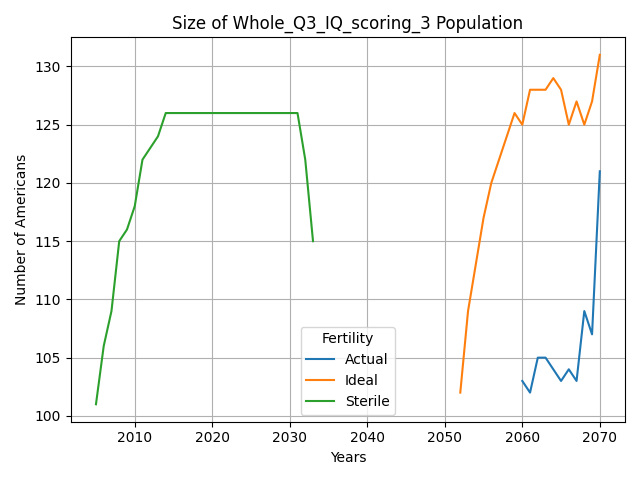 Size of Whole_Q3_IQ_scoring_3 Population
Number of Americans
130
125
120
115
110
105
100
Fertility
Actual
Ideal
Sterile
2010 2020 2030 2040 2050 2060 2070
Years